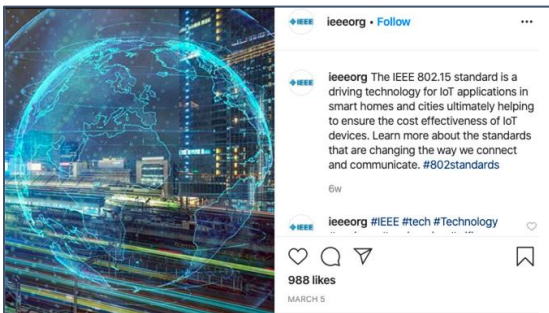 IEEE ieeeorg • Follow
IEEE ieeeorg The IEEE 802.15 standard is a
driving technology for IoT applications in
smart homes and cities ultimately helping
to ensure the cost effectiveness of IoT
devices. Learn more about the standards
that are changing the way we connect
and communicate. #802standards
6w
IEEE ieeeorg #IEEE #tech #Technology
988 likes
MARCH 5